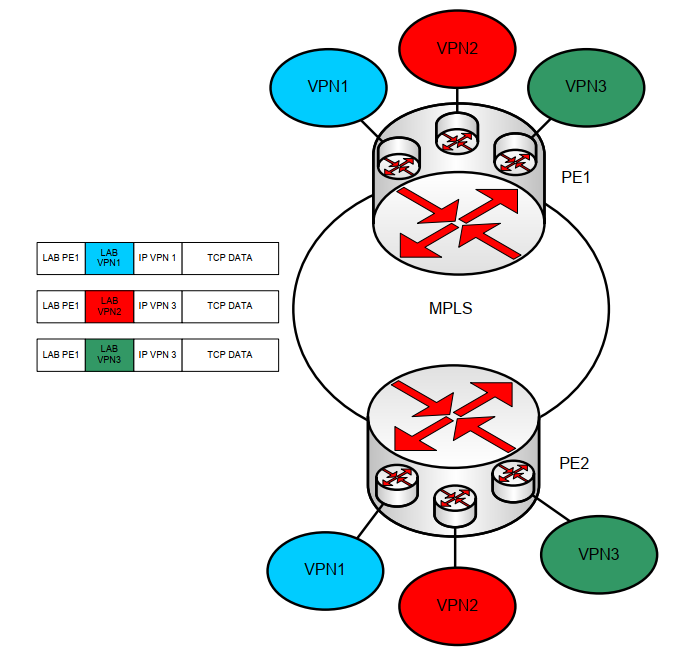 VPN2
VPN1
VPN3
PE1
LAB PE1
LAB
VPN1
IP VPN 1
TCP DATA
LAB PE1
LAB
VPN2
IP VPN 3
TCP DATA
MPLS
LAB PE1
LAB
VPN3
IP VPN 3
TCP DATA
PE2
VPN1
VPN3
VPN2